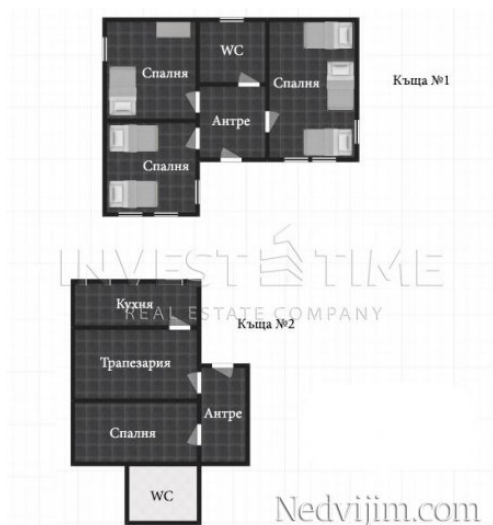 WC
Спалня
Спалня
Къща №1
Антре
Спалня
INVEST TIME
REAL ESTATE COMPANY
Кухня
Къща №2
Трапезария
Антре
Спалня
WC
Nedvijim.com